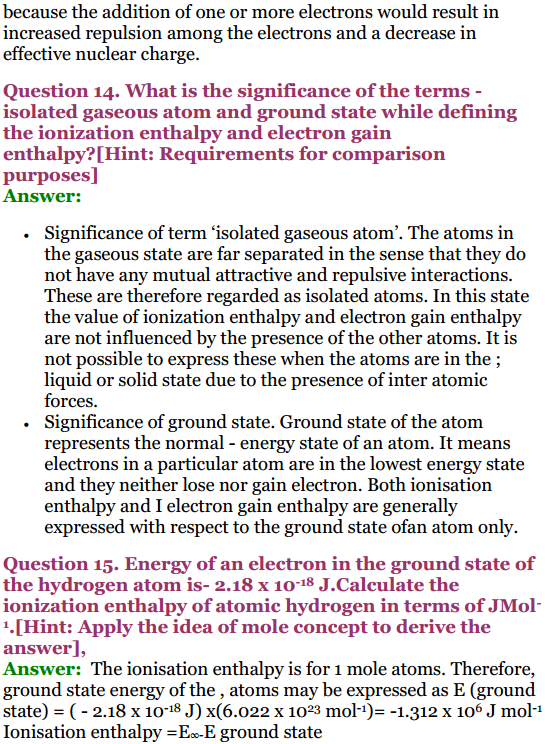 because the addition of one or more electrons would result in
increased repulsion among the electrons and a decrease in
effective nuclear charge.
Question 14. What is the significance of the terms -
isolated gaseous atom and ground state while defining
the ionization enthalpy and electron gain
enthalpy?[Hint: Requirements for comparison
purposes]
Answer:
• Significance of term ‘isolated gaseous atom’. The atoms in
the gaseous state are far separated in the sense that they do
not have any mutual attractive and repulsive interactions.
These are therefore regarded as isolated atoms. In this state
the value of ionization enthalpy and electron gain enthalpy
are not influenced by the presence of the other atoms. It is
not possible to express these when the atoms are in the ;
liquid or solid state due to the presence of inter atomic
forces.
• Significance of ground state. Ground state of the atom
represents the normal - energy state of an atom. It means
electrons in a particular atom are in the lowest energy state
and they neither lose nor gain electron. Both ionisation
enthalpy and I electron gain enthalpy are generally
expressed with respect to the ground state ofan atom only.
Question 15. Energy of an electron in the ground state of
the hydrogen atom is- 2.18 x 10⁻¹⁸ J.Calculate the
ionization enthalpy of atomic hydrogen in terms of JMol⁻
¹.[Hint: Apply the idea of mole concept to derive the
answer],
Answer: The ionisation enthalpy is for 1 mole atoms. Therefore,
ground state energy of the , atoms may be expressed as E (ground
state) = ( - 2.18 x 10⁻¹⁸ J) x(6.022 x 10²³ mol⁻¹)= -1.312 x 10⁶ J mol⁻¹
Ionisation enthalpy =E∞-E ground state